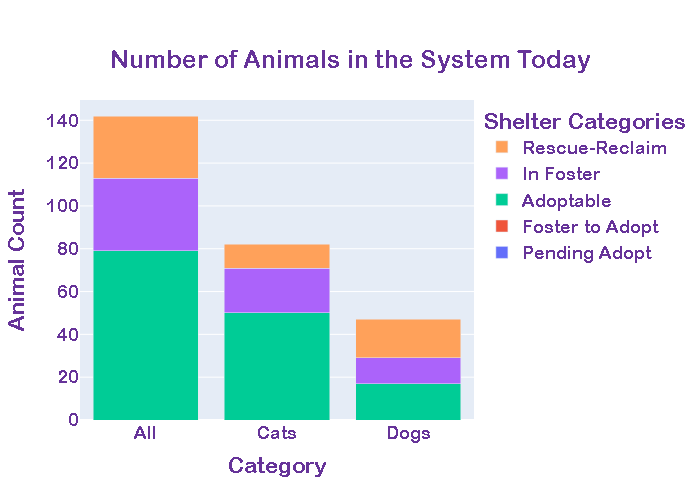 Number of Animals in the System Today
Animal Count
140
120
100
80
60
40
20
0
All
Cats
Dogs
Category
Shelter Categories
Rescue-Reclaim
In Foster
Adoptable
Foster to Adopt
Pending Adopt